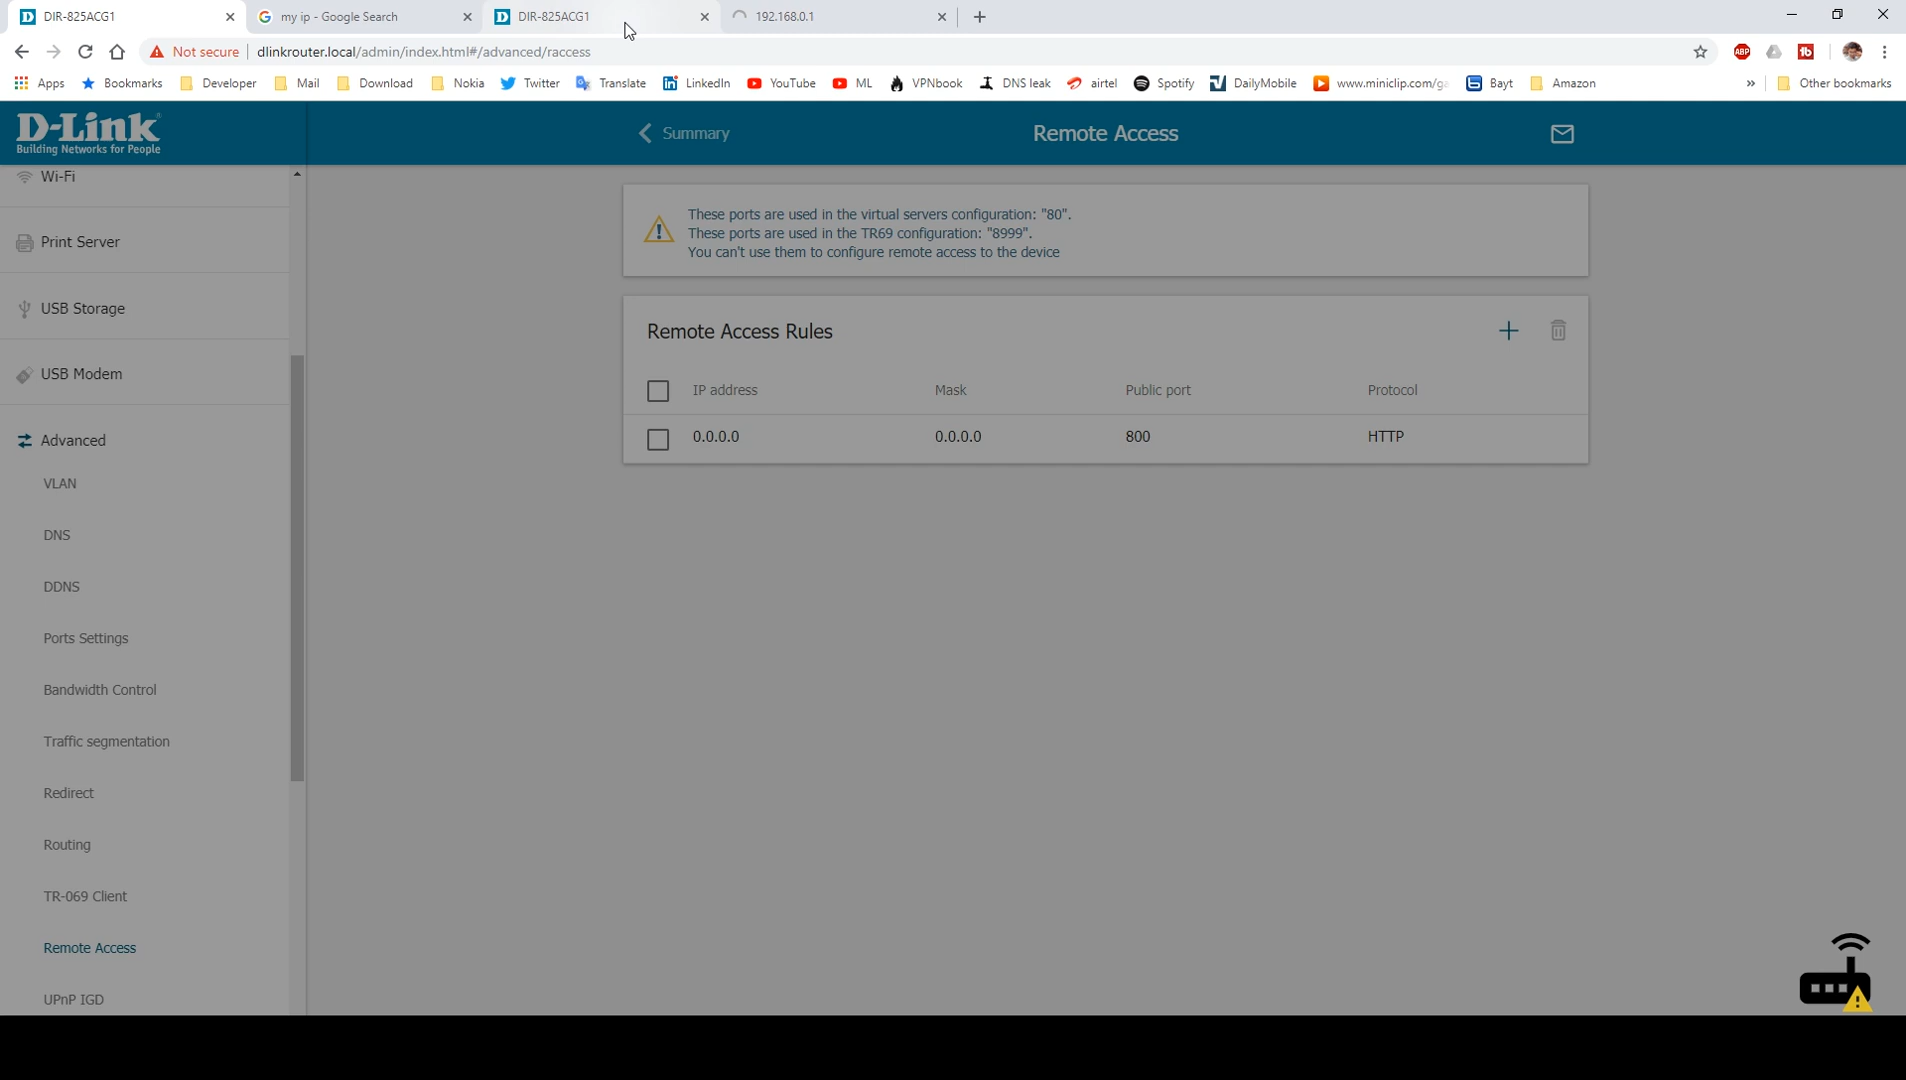 DIR-825ACG1
my ip - Google Search
DIR-825ACG1
192.168.0.1
Not secure
dlinkrouter.local/admin/index.html#/advanced/raccess
ABP
Apps
Bookmarks
Developer
Mail
Download
Nokia
Twitter
Translate
LinkedIn
YouTube
ML
VPNbook
DNS leak
airtel
Spotify
DailyMobile
www.miniclip.com/ga
Bayt
Amazon
»
Other bookmarks
D-Link
Building Networks for People
Summary
Remote Access
Wi-Fi
Print Server
USB Storage
USB Modem
Advanced
VLAN
DNS
DDNS
Ports Settings
Bandwidth Control
Traffic segmentation
Redirect
Routing
TR-069 Client
Remote Access
UPnP IGD
These ports are used in the virtual servers configuration: "80".
These ports are used in the TR69 configuration: "8999".
You can't use them to configure remote access to the device
Remote Access Rules
IP address Mask Public port Protocol
0.0.0.0 0.0.0.0 800 HTTP